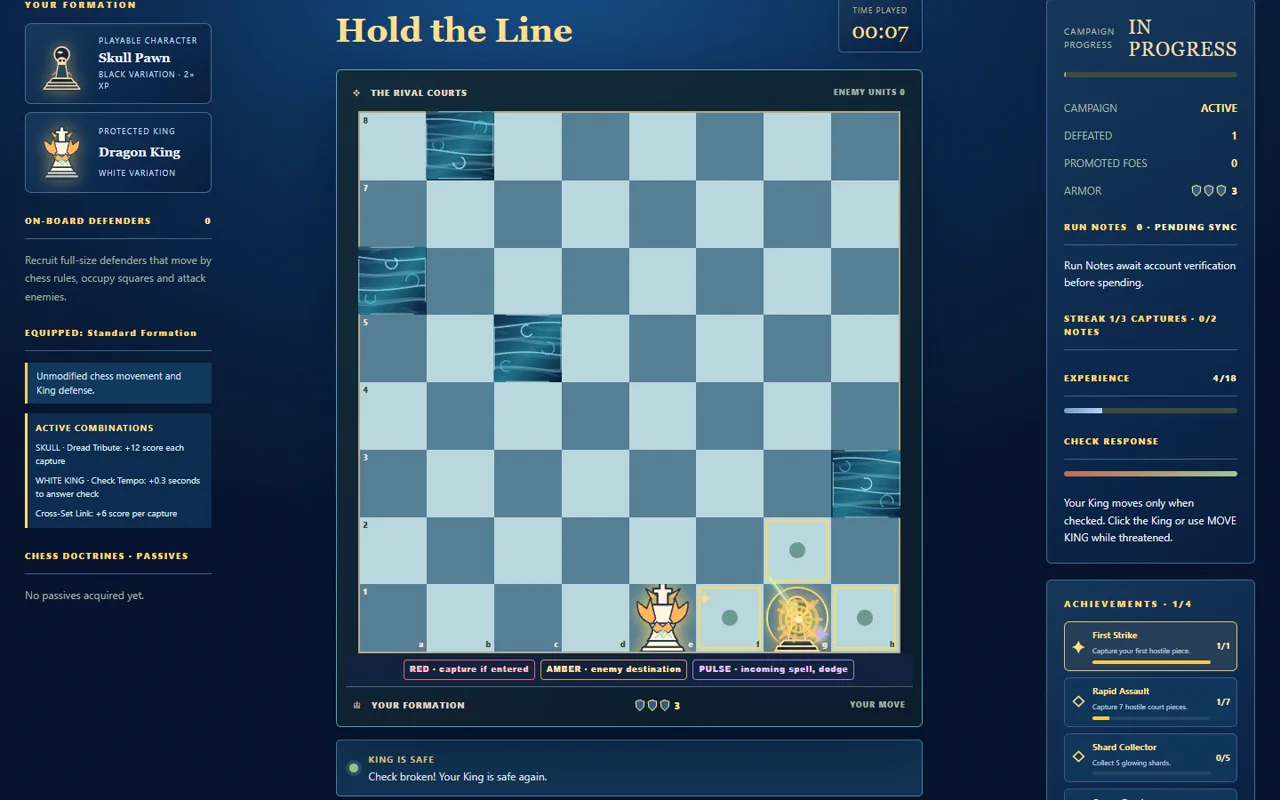 YOUR FORMATION
PLAYABLE CHARACTER
Skull Pawn
BLACK VARIATION · 2×
XP
PROTECTED KING
Dragon King
WHITE VARIATION
ON-BOARD DEFENDERS 0
Recruit full-size defenders that move by
chess rules, occupy squares and attack
enemies.
EQUIPPED: Standard Formation
Unmodified chess movement and
King defense.
ACTIVE COMBINATIONS
SKULL · Dread Tribute: +12 score each
capture
WHITE KING · Check Tempo: +0.3 seconds
to answer check
Cross-Set Link: +6 score per capture
CHESS DOCTRINES · PASSIVES
No passives acquired yet.
Hold the Line
TIME PLAYED
00:07
THE RIVAL COURTS
ENEMY UNITS 0
8
7
5
4
3
2
1
a b c d e f g h
RED · capture if entered
AMBER · enemy destination
PULSE · incoming spell, dodge
YOUR FORMATION
3
YOUR MOVE
KING IS SAFE
Check broken! Your King is safe again.
CAMPAIGN
PROGRESS
IN
PROGRESS
CAMPAIGN ACTIVE
DEFEATED 1
PROMOTED FOES 0
ARMOR 3
RUN NOTES 0 · PENDING SYNC
Run Notes await account verification
before spending.
STREAK 1/3 CAPTURES · 0/2
NOTES
EXPERIENCE 4/18
CHECK RESPONSE
Your King moves only when
checked. Click the King or use MOVE
KING while threatened.
ACHIEVEMENTS · 1/4
First Strike
Capture your first hostile piece.
1/1
Rapid Assault
Capture 7 hostile court pieces.
1/7
Shard Collector
Collect 5 glowing shards.
0/5